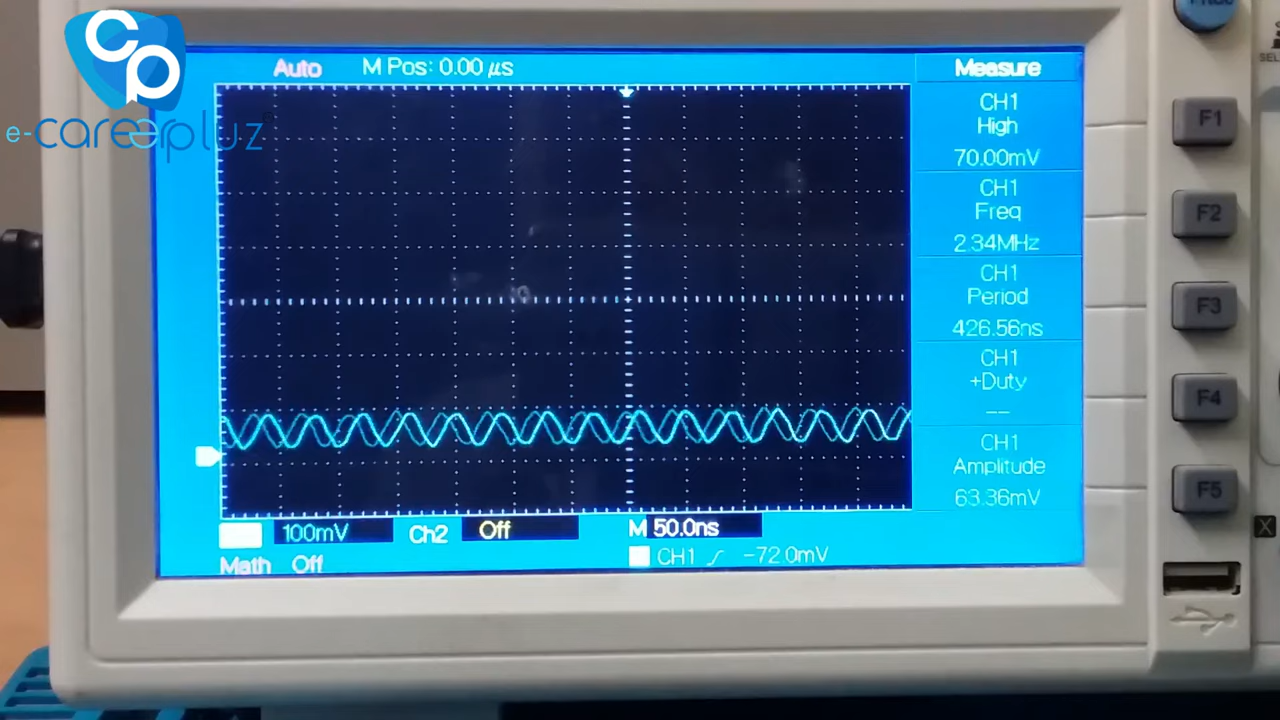 cp
e-careerpluz®
Auto
M Pos: 0.00 μs
Measure
CH1
High
70.00mV
CH1
Freq
2.34MHz
CH1
Period
426.56ns
CH1
+Duty
--
CH1
Amplitude
63.36mV
100mV
Ch2
Off
M 50.0ns
Math
Off
CH1
-72.0mV
F1
F2
F3
F4
F5
X